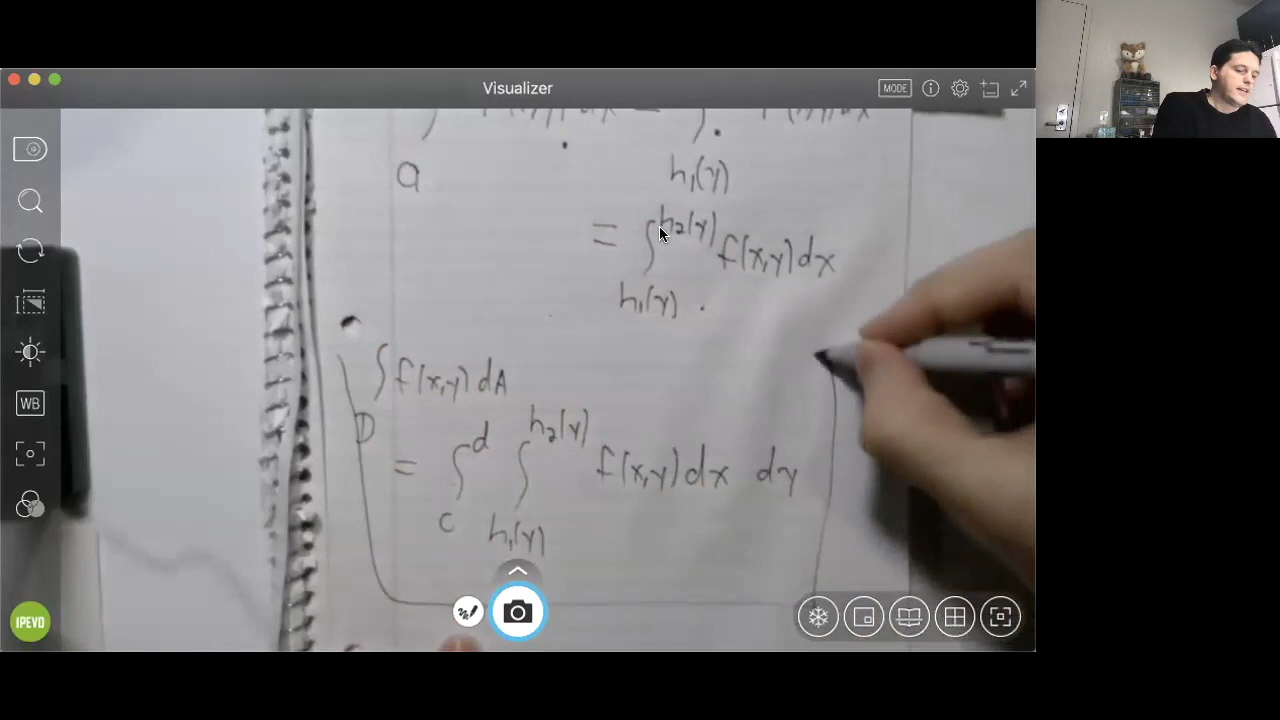 Visualizer
MODE
a
h₁(y)
= ∫ h₂(y) f(x,y) dx
h₁(y)
∫ f(x,y) dA
D
= ∫ d ∫ h₂(y) f(x,y) dx dy
c h₁(y)
WB
IPEVO